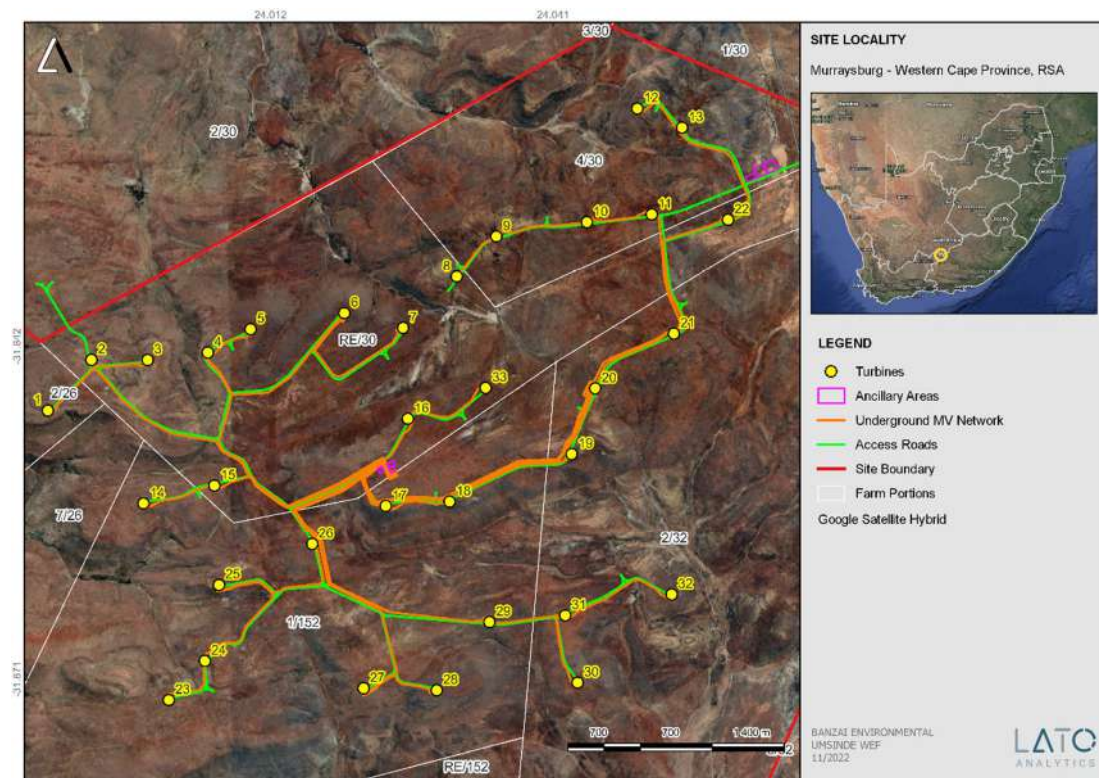 24.012
24.041
3/30
1/30
2/30
12
13
4/30
11
22
10
9
8
6
5
7
RE/30
21
4
-31.642
2
3
33
20
1
2/26
16
19
15
14
17
18
7/26
26
2/32
25
32
31
29
1/152
24
30
27
28
23
-31.671
700
700
1 400 m
RE/152
SITE LOCALITY
Murraysburg - Western Cape Province, RSA
LEGEND
Turbines
Ancillary Areas
Underground MV Network
Access Roads
Site Boundary
Farm Portions
Google Satellite Hybrid
BANZAI ENVIRONMENTAL
UMSINDE WEF
11/2022
LATO
ANALYTICS